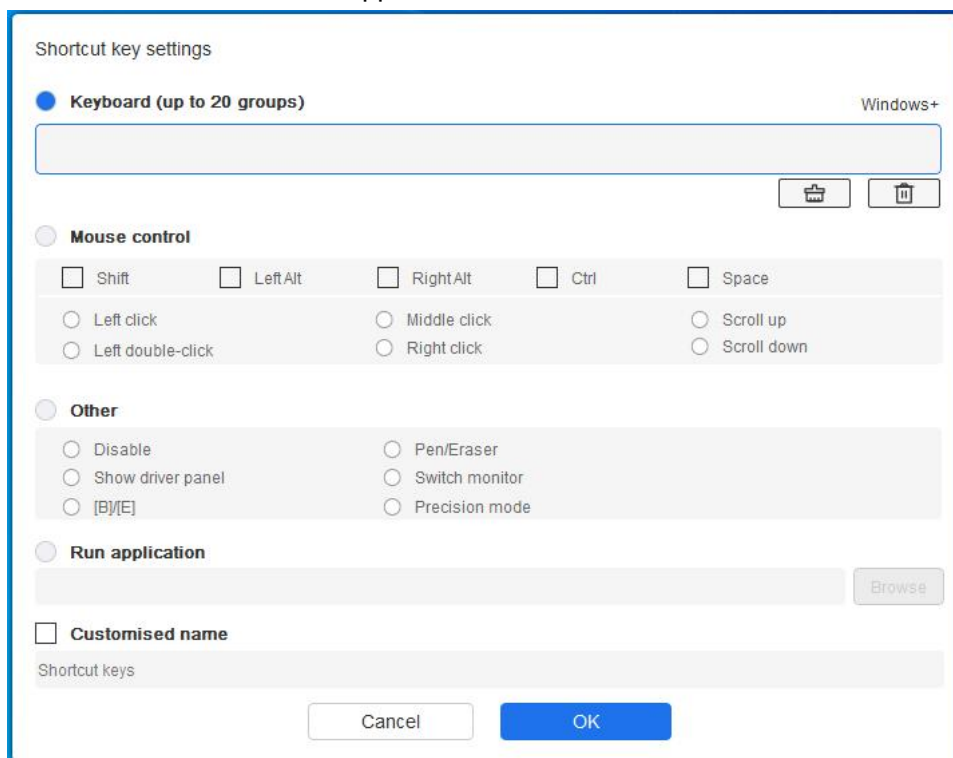 Shortcut key settings
Keyboard (up to 20 groups) Windows+
Mouse control
Shift Left Alt Right Alt Ctrl Space
Left click Middle click Scroll up
Left double-click Right click Scroll down
Other
Disable Pen/Eraser
Show driver panel Switch monitor
[B]/[E] Precision mode
Run application
Browse
Customised name
Shortcut keys
Cancel OK